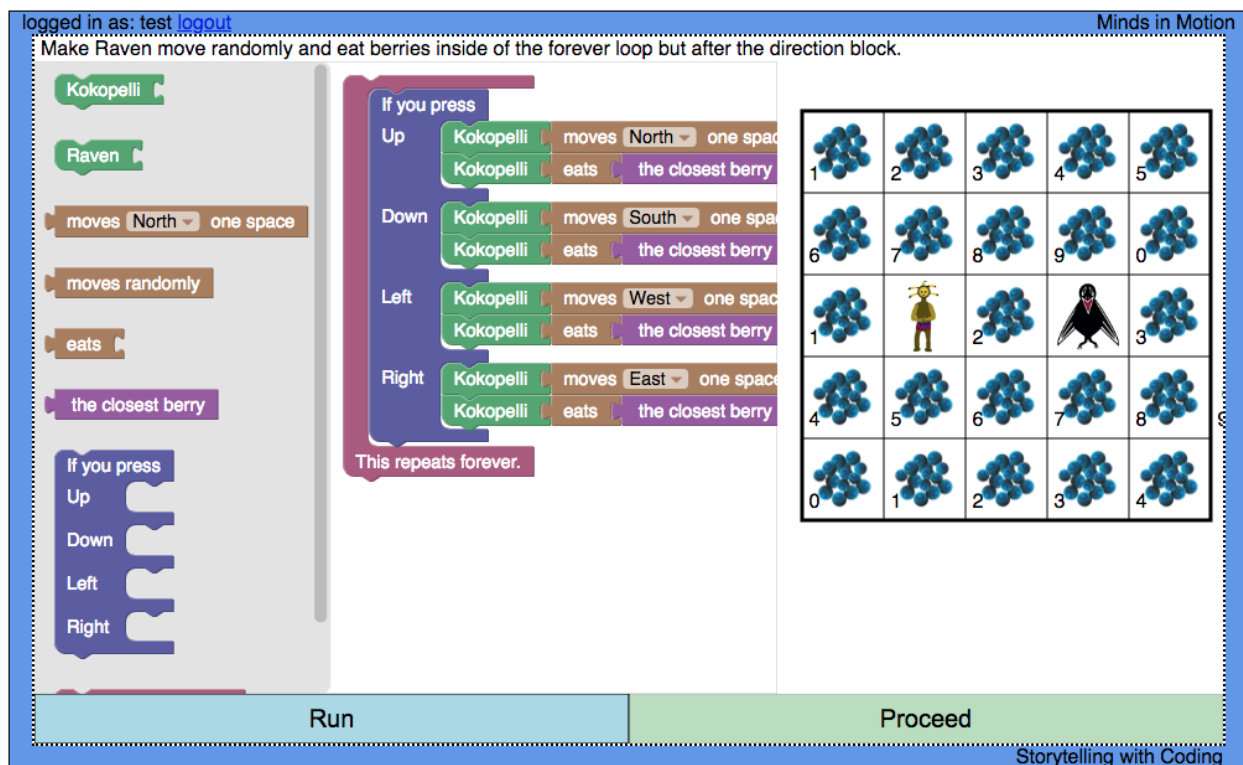 logged in as: test logout
Minds in Motion
Make Raven move randomly and eat berries inside of the forever loop but after the direction block.
Kokopelli
Raven
moves North one space
moves randomly
eats
the closest berry
If you press
Up
Down
Left
Right
If you press
Up Kokopelli moves North one spac
Kokopelli eats the closest berry
Down Kokopelli moves South one spa
Kokopelli eats the closest berry
Left Kokopelli moves West one spac
Kokopelli eats the closest berry
Right Kokopelli moves East one space
Kokopelli eats the closest berry
This repeats forever.
1 2 3 4 5
6 7 8 9 0
1 2 3
4 5 6 7 8
0 1 2 3 4
Run
Proceed
Storytelling with Coding